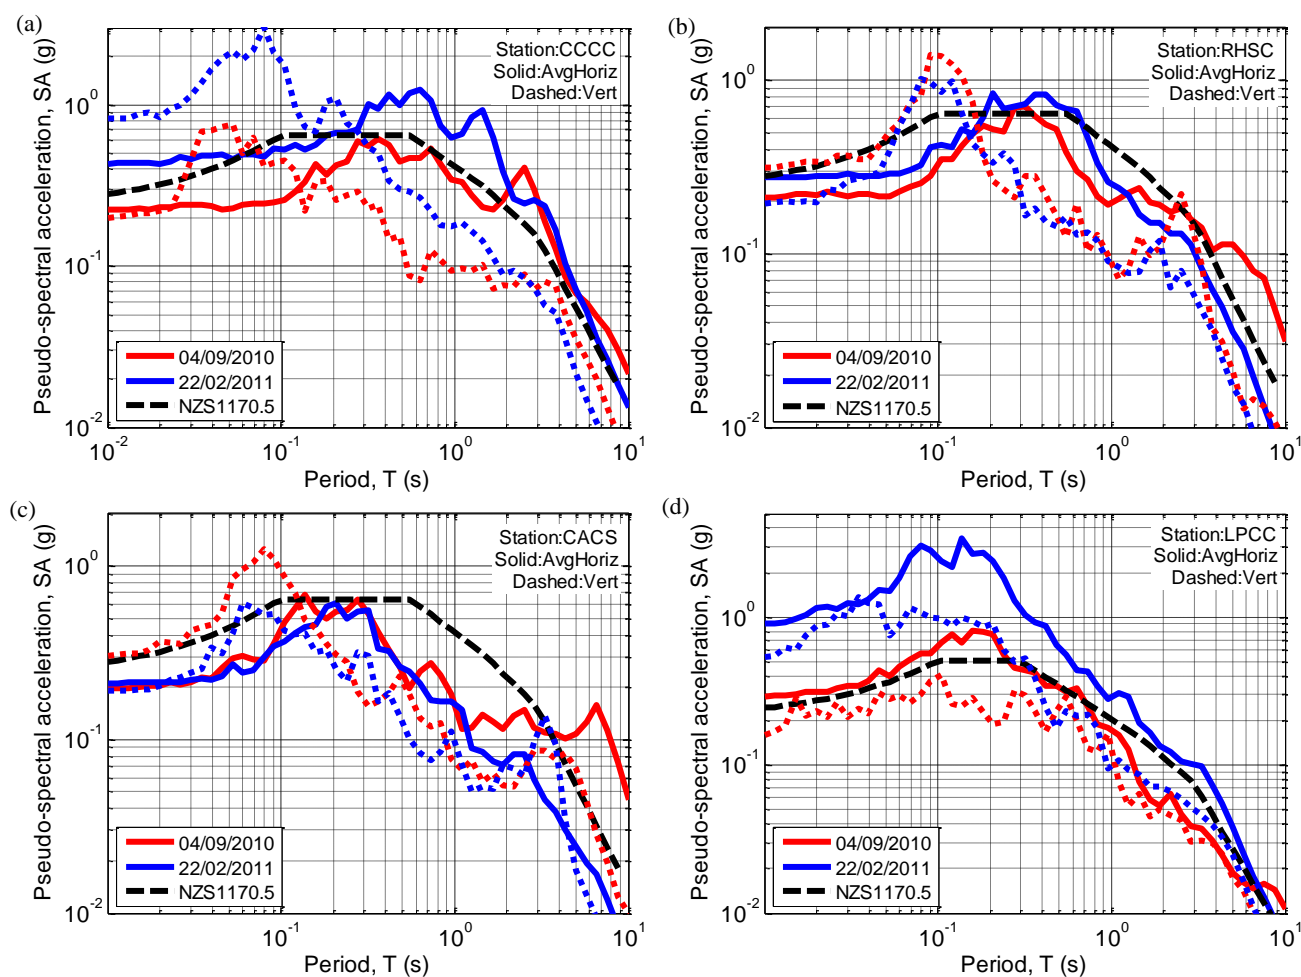 (a)
Station:CCCC
Solid:AvgHoriz
Dashed:Vert
Pseudo-spectral acceleration, SA (g)
10^0
10^-1
10^-2
04/09/2010
22/02/2011
NZS1170.5
10^-2 10^-1 10^0 10^1
Period, T (s)
(b)
Station:RHSC
Solid:AvgHoriz
Dashed:Vert
Pseudo-spectral acceleration, SA (g)
10^0
10^-1
10^-2
04/09/2010
22/02/2011
NZS1170.5
10^-1 10^0 10^1
Period, T (s)
(c)
Station:CACS
Solid:AvgHoriz
Dashed:Vert
Pseudo-spectral acceleration, SA (g)
10^0
10^-1
10^-2
04/09/2010
22/02/2011
NZS1170.5
10^-1 10^0 10^1
Period, T (s)
(d)
Station:LPCC
Solid:AvgHoriz
Dashed:Vert
Pseudo-spectral acceleration, SA (g)
10^0
10^-1
10^-2
04/09/2010
22/02/2011
NZS1170.5
10^-1 10^0 10^1
Period, T (s)